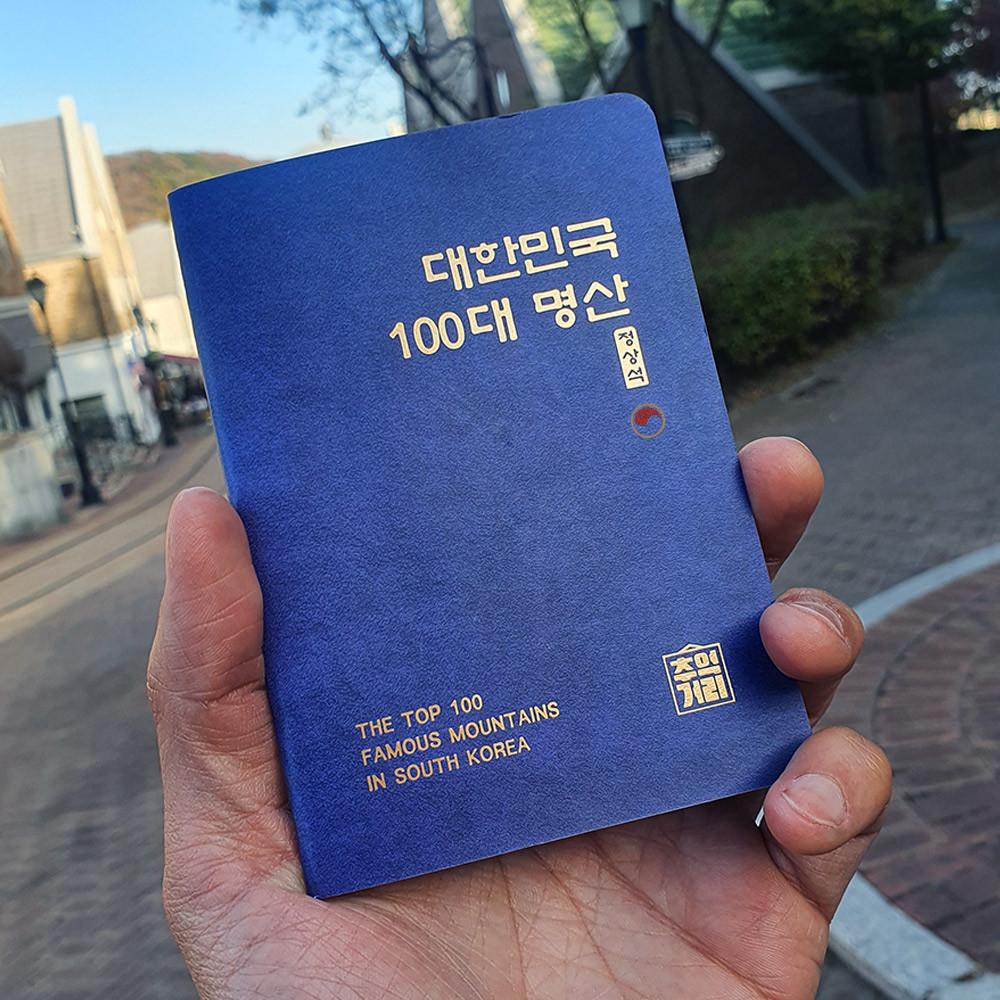 대한민국
100대 명산
정상석
THE TOP 100
FAMOUS MOUNTAINS
IN SOUTH KOREA
추억
거리